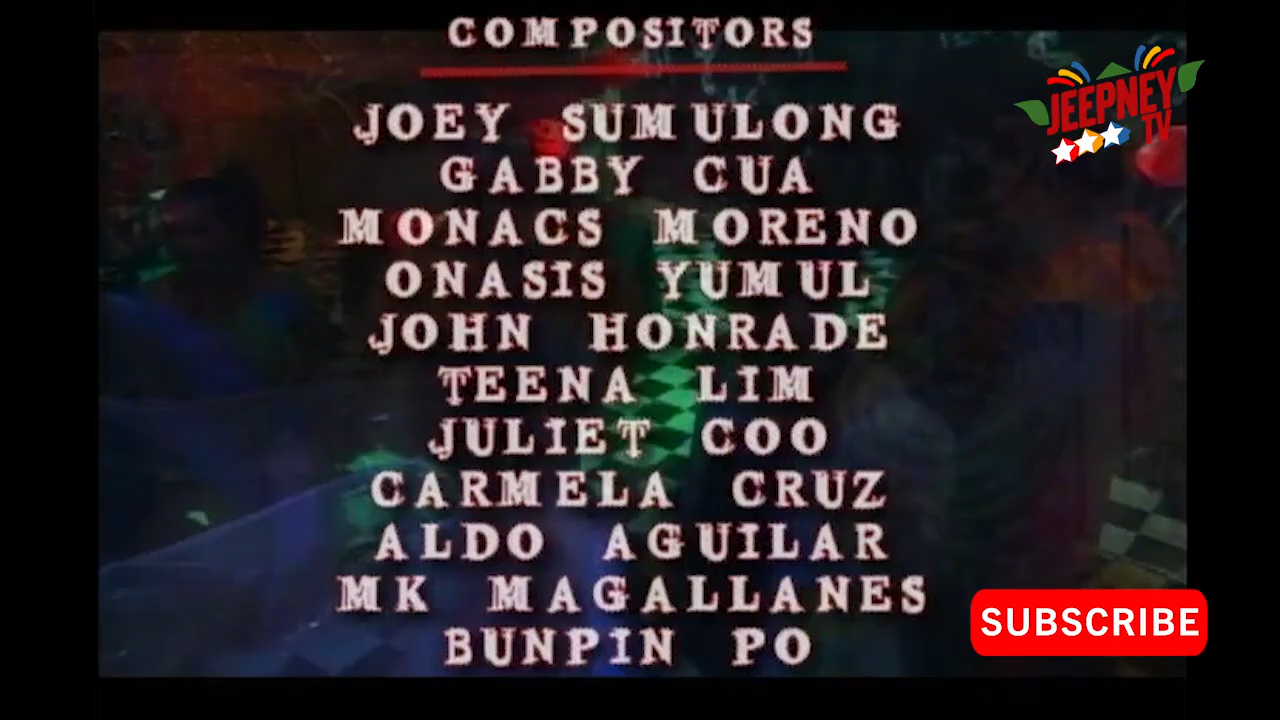 COMPOSITORS
JEEPNEY
TV
JOEY SUMULONG
GABBY CUA
MONACS MORENO
ONASIS YUMUL
JOHN HONRADE
TEENA LIM
JULIET COO
CARMELA CRUZ
ALDO AGUILAR
MK MAGALLANES
BUNPIN PO
SUBSCRIBE